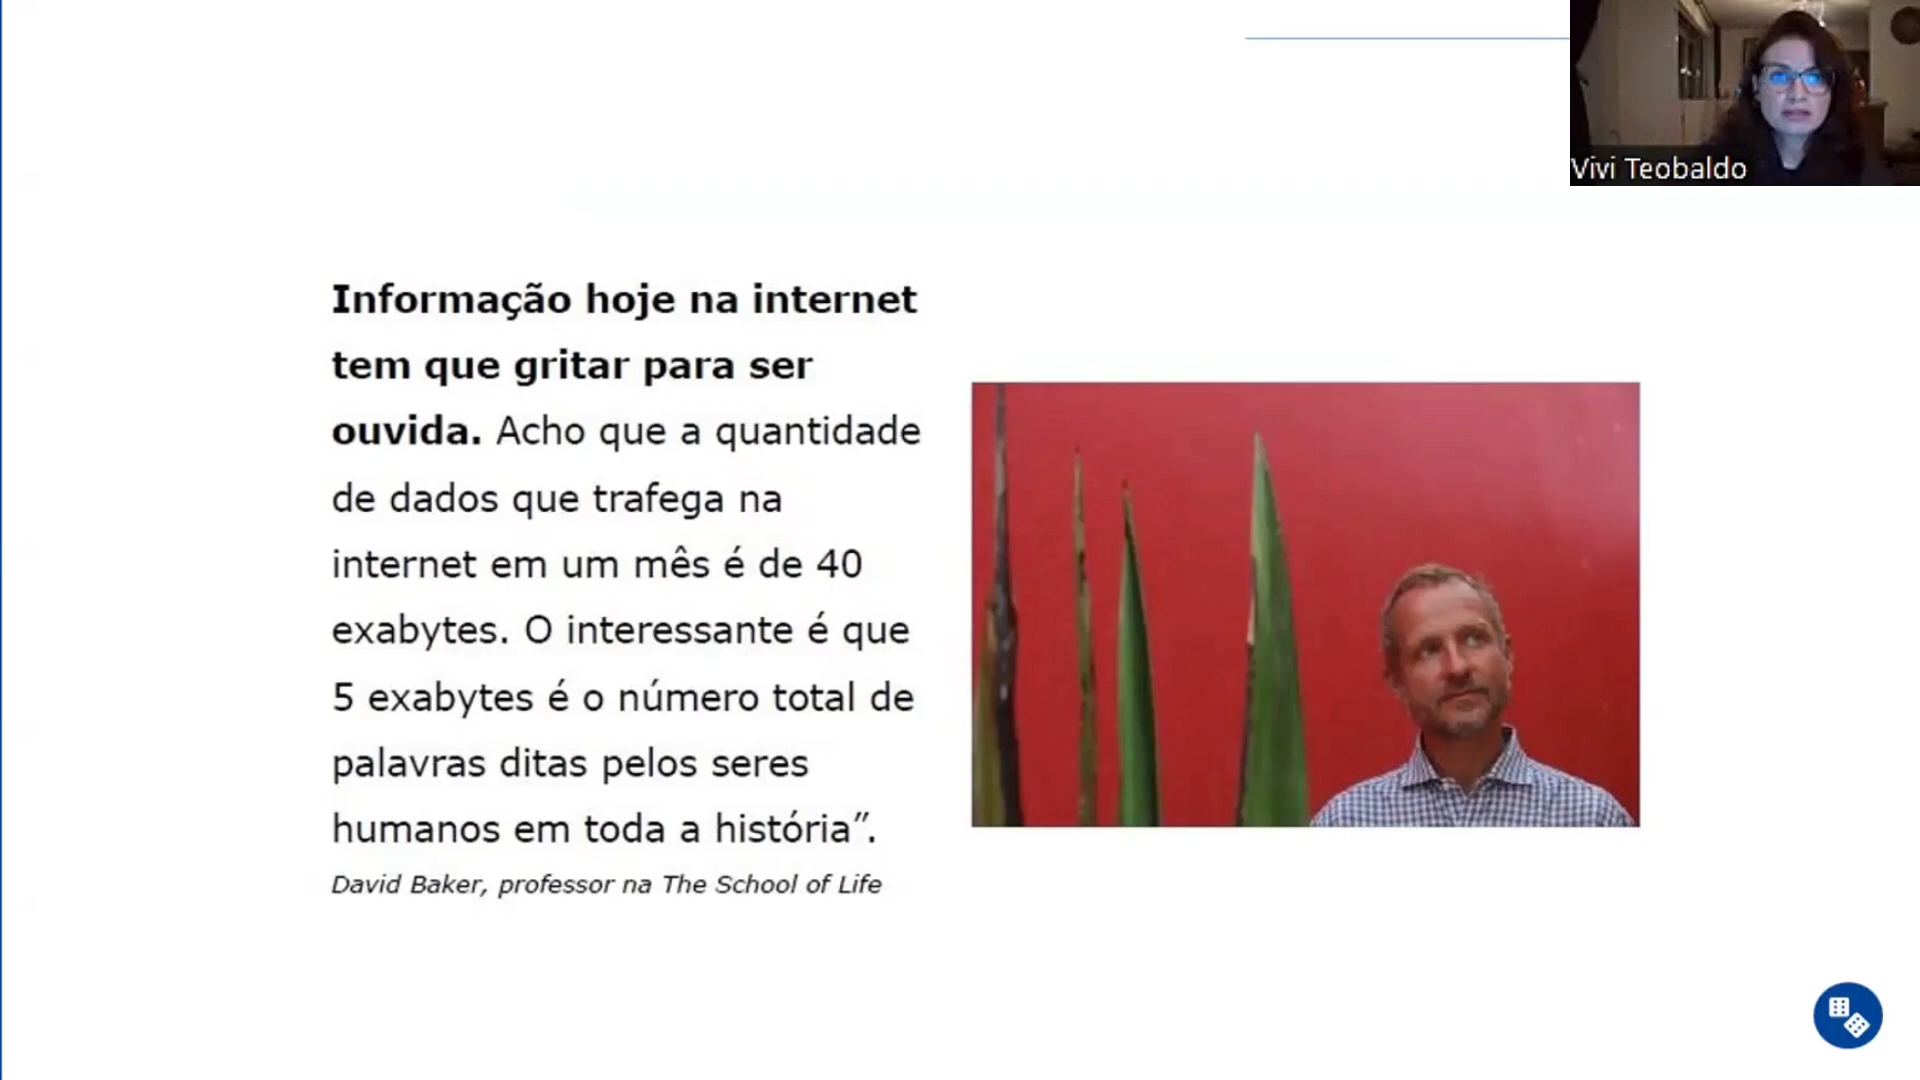 Vivi Teobaldo
Informação hoje na internet
tem que gritar para ser
ouvida. Acho que a quantidade
de dados que trafega na
internet em um mês é de 40
exabytes. O interessante é que
5 exabytes é o número total de
palavras ditas pelos seres
humanos em toda a história”.
David Baker, professor na The School of Life